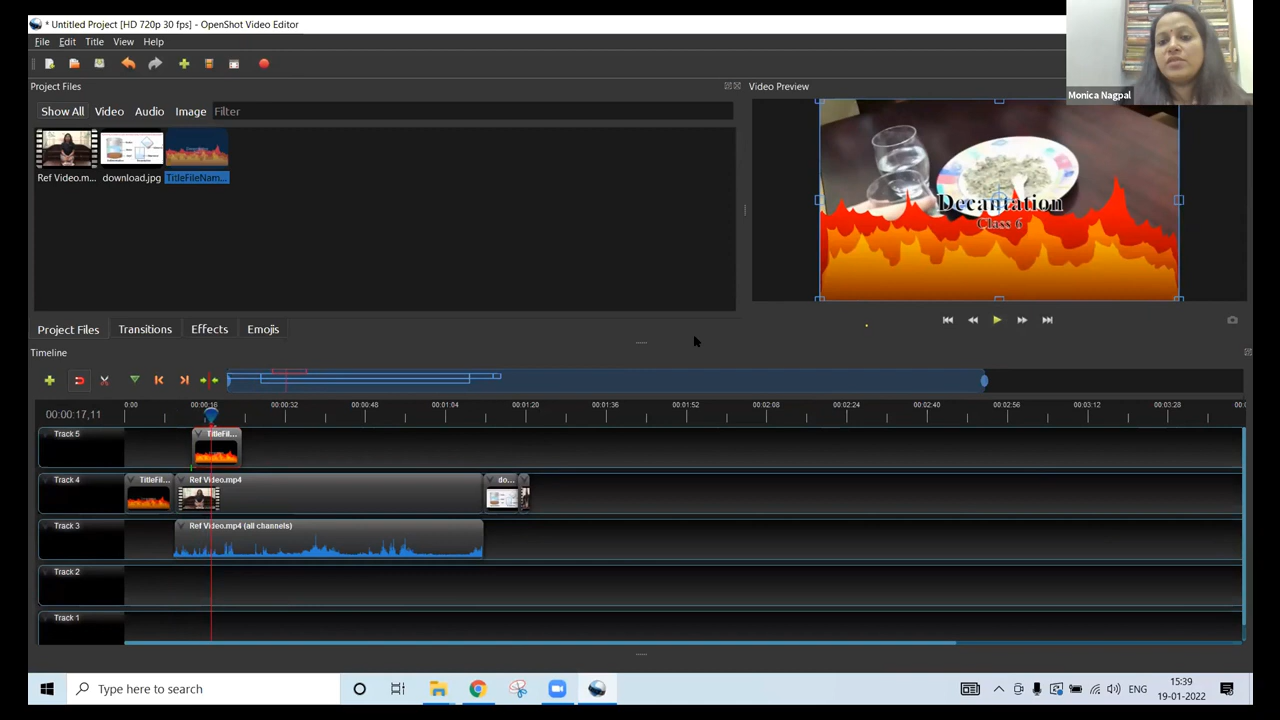 * Untitled Project [HD 720p 30 fps] - OpenShot Video Editor
File Edit Title View Help
Monica Nagpal
Project Files
Video Preview
Show All Video Audio Image Filter
Ref Video.m... download.jpg TitleFileNam...
Decantation
Class 6
Project Files Transitions Effects Emojis
Timeline
00:00:17,11
0:00 00:00:16 00:00:32 00:00:48 00:01:04 00:01:20 00:01:36 00:01:52 00:02:08 00:02:24 00:02:40 00:02:56 00:03:12 00:03:28
Track 5 TitleFil...
Track 4 TitleFil... Ref Video.mp4 do...
Track 3 Ref Video.mp4 (all channels)
Track 2
Track 1
Type here to search
ENG
15:39
19-01-2022